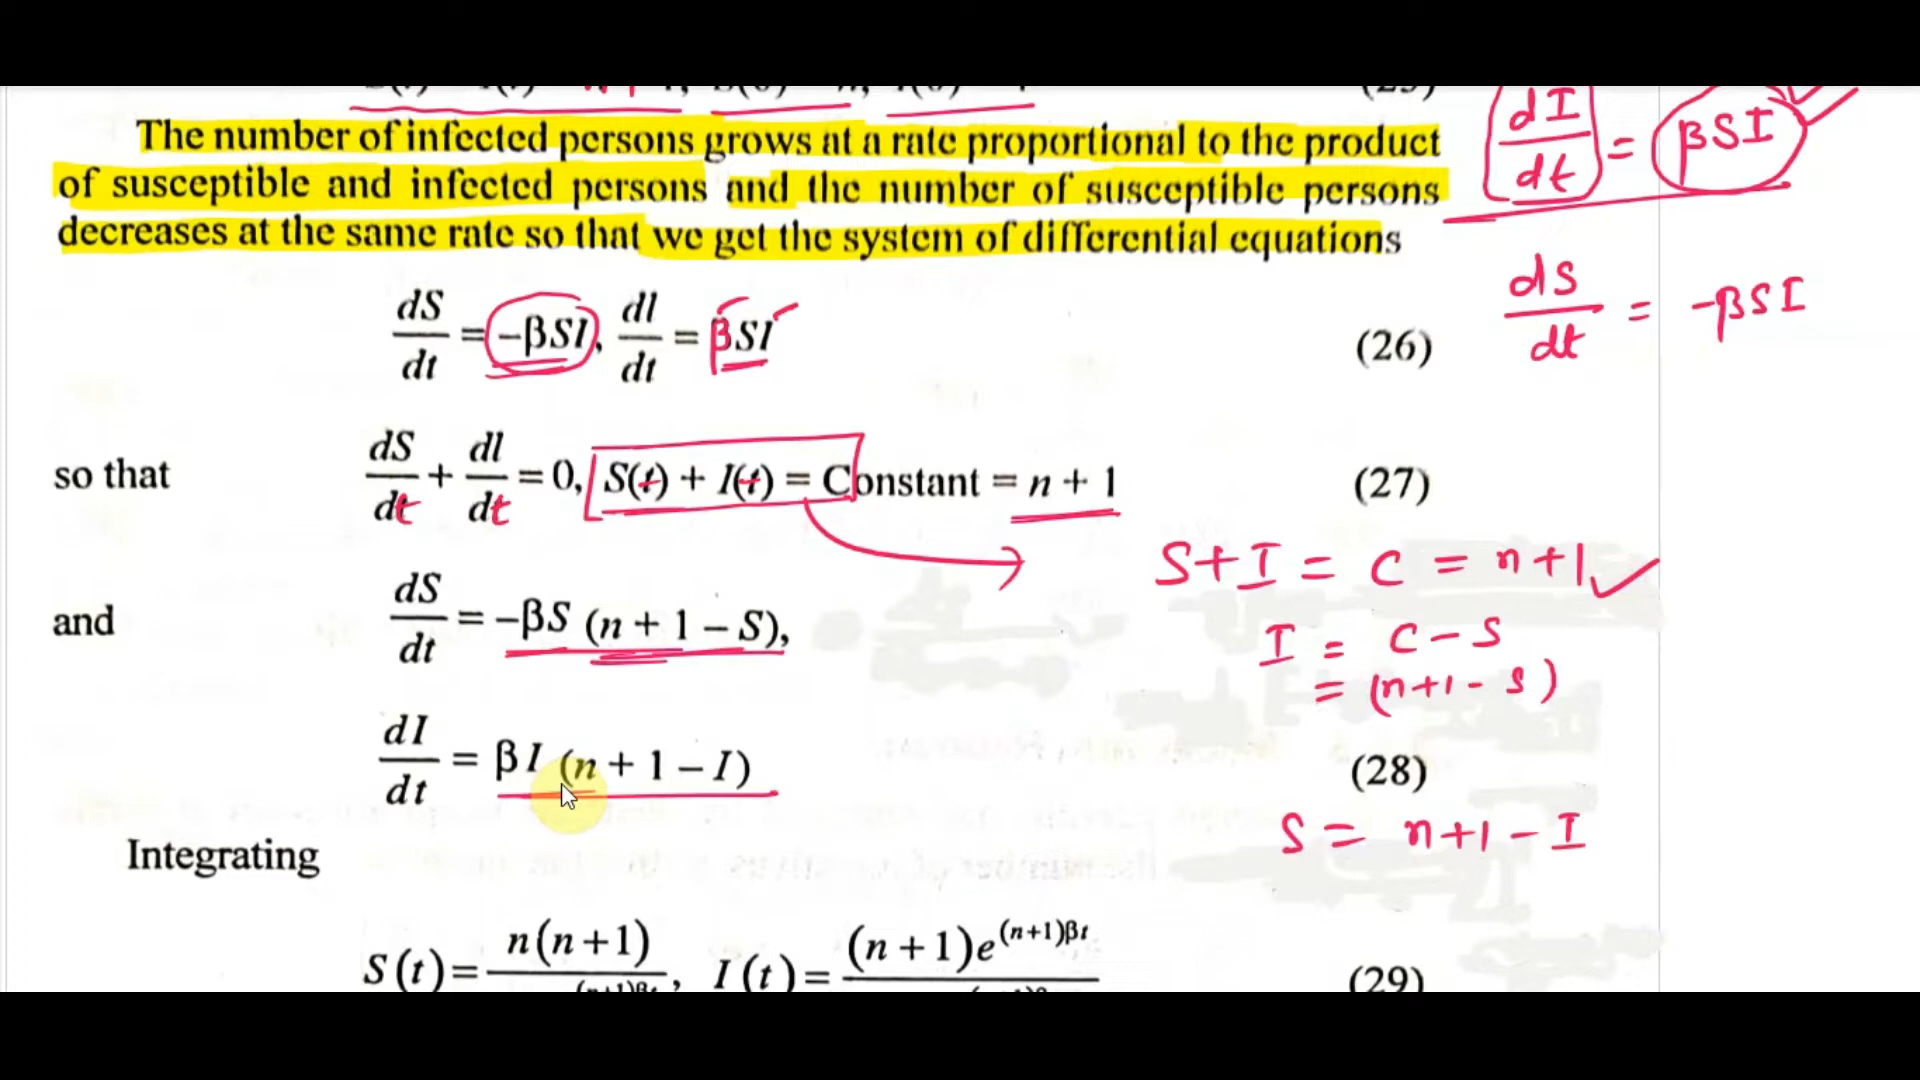 (25)
The number of infected persons grows at a rate proportional to the product
of susceptible and infected persons and the number of susceptible persons
decreases at the same rate so that we get the system of differential equations
dS/dt = −βSI, dI/dt = βSI (26)
so that dS/dt + dI/dt = 0, S(t) + I(t) = Constant = n + 1 (27)
and dS/dt = −βS (n + 1 − S),
dI/dt = βI (n + 1 − I) (28)
Integrating
S(t) = n(n+1) , I(t) = (n+1)e^(n+1)βt (29)
dI/dt = βSI
dS/dt = -βSI
S+I = C = n+1
I = C-S
= (n+1-S)
S = n+1-I